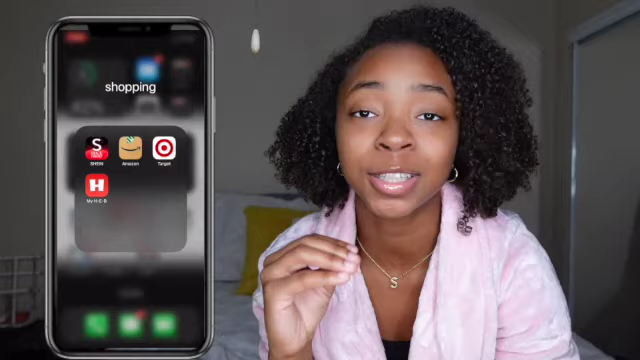 shopping
S
SHEIN
Amazon
Target
H
My H-E-B
S